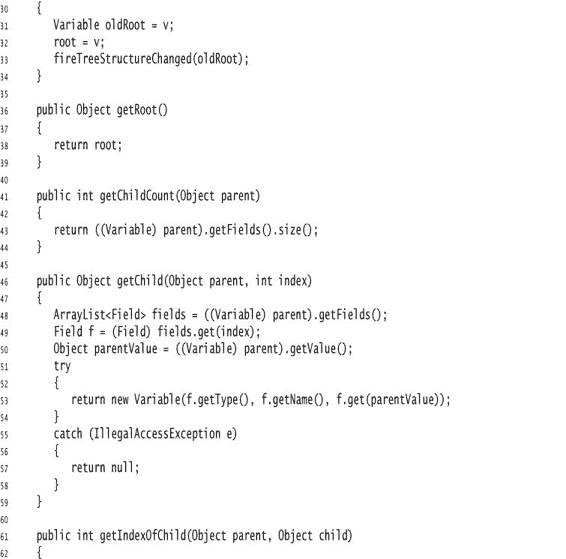 30 {
31 Variable oldRoot = v;
32 root = v;
33 fireTreeStructureChanged(oldRoot);
34 }
35
36 public Object getRoot()
37 {
38 return root;
39 }
40
41 public int getChildCount(Object parent)
42 {
43 return ((Variable) parent).getFields().size();
44 }
45
46 public Object getChild(Object parent, int index)
47 {
48 ArrayList<Field> fields = ((Variable) parent).getFields();
49 Field f = (Field) fields.get(index);
50 Object parentValue = ((Variable) parent).getValue();
51 try
52 {
53 return new Variable(f.getType(), f.getName(), f.get(parentValue));
54 }
55 catch (IllegalAccessException e)
56 {
57 return null;
58 }
59 }
60
61 public int getIndexOfChild(Object parent, Object child)
62 {